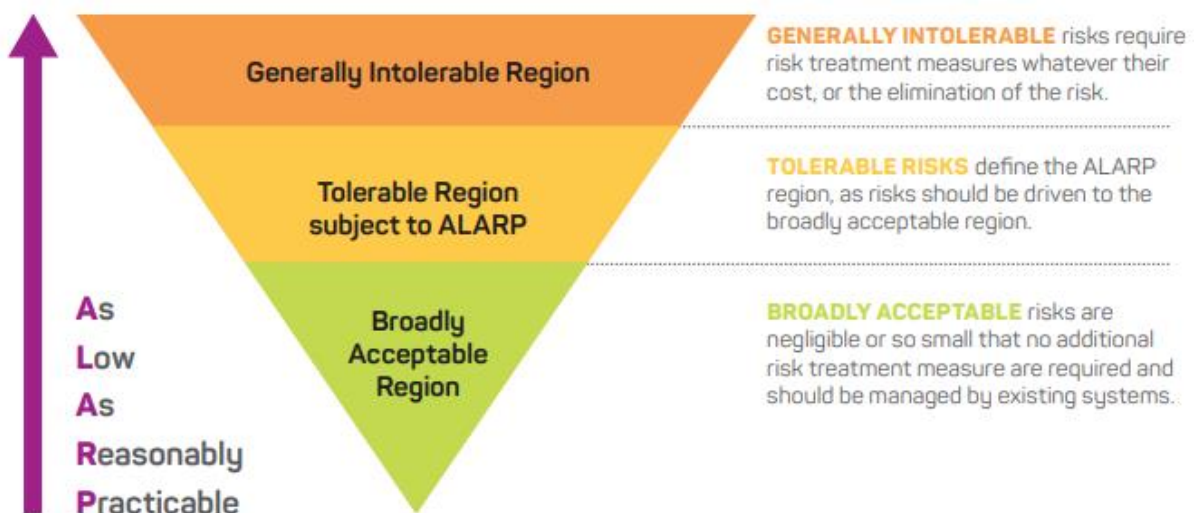 Generally Intolerable Region
GENERALLY INTOLERABLE risks require
risk treatment measures whatever their
cost, or the elimination of the risk.
Tolerable Region
subject to ALARP
TOLERABLE RISKS define the ALARP
region, as risks should be driven to the
broadly acceptable region.
Broadly
Acceptable
Region
BROADLY ACCEPTABLE risks are
negligible or so small that no additional
risk treatment measure are required and
should be managed by existing systems.
As
Low
As
Reasonably
Practicable